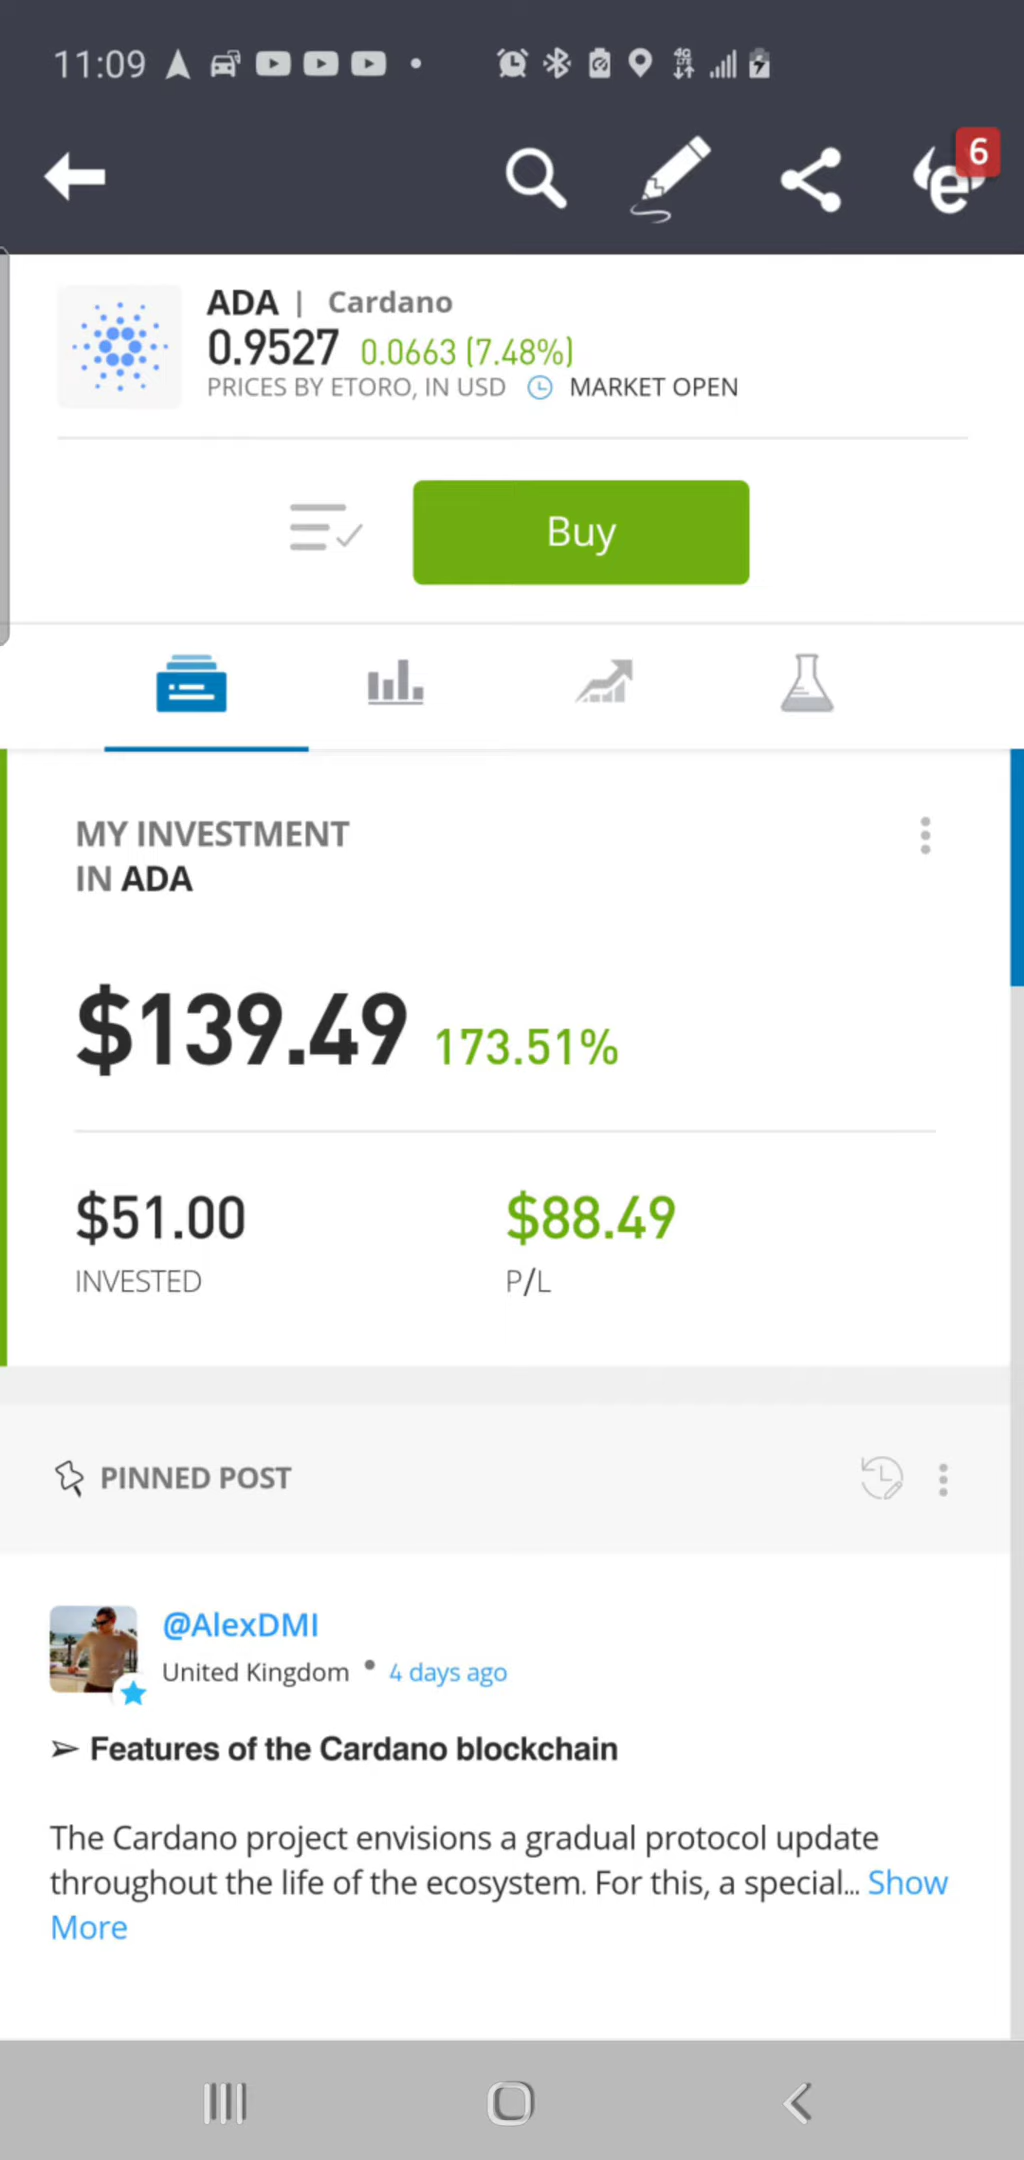 11:09
4G
LTE
e
6
ADA | Cardano
0.9527 0.0663 (7.48%)
PRICES BY ETORO, IN USD MARKET OPEN
Buy
MY INVESTMENT
IN ADA
$139.49 173.51%
$51.00 $88.49
INVESTED P/L
PINNED POST
@AlexDMI
United Kingdom • 4 days ago
➢ Features of the Cardano blockchain
The Cardano project envisions a gradual protocol update
throughout the life of the ecosystem. For this, a special... Show
More